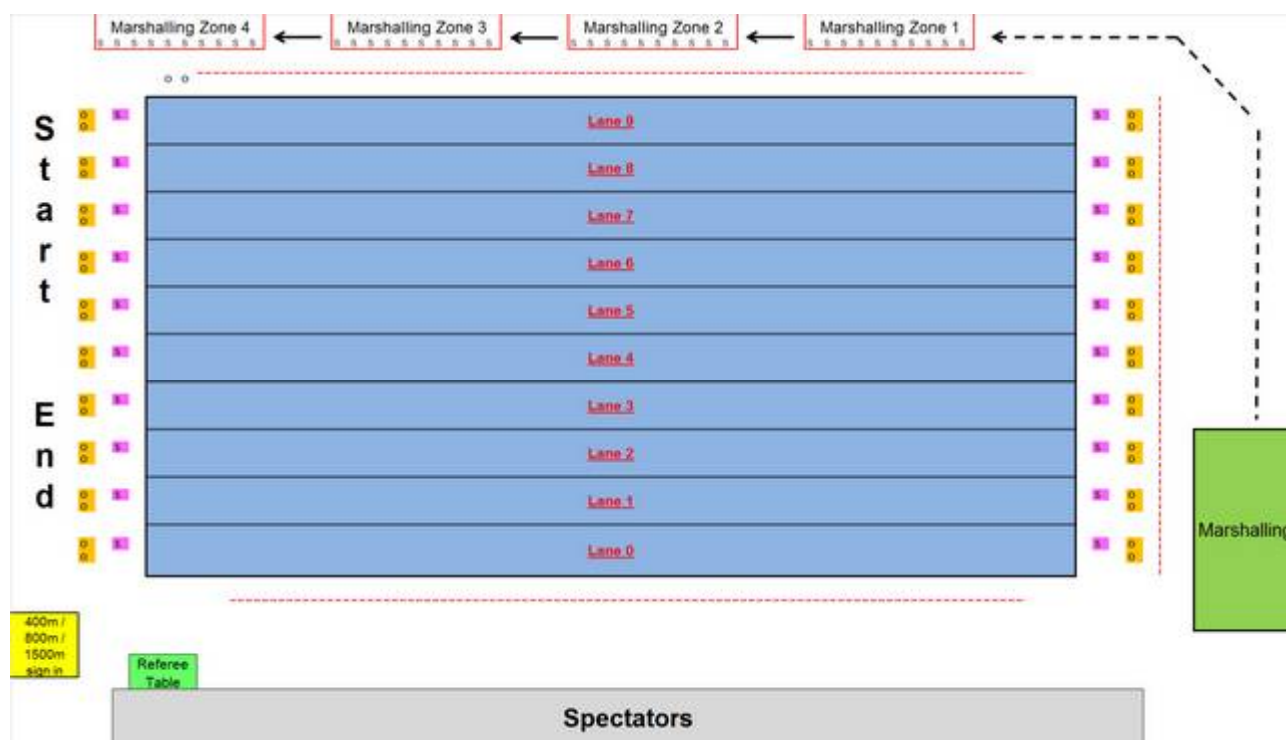 Marshalling Zone 4
Marshalling Zone 3
Marshalling Zone 2
Marshalling Zone 1
S S S S S S S S S S
S S S S S S S S S S
S S S S S S S S S S
S S S S S S S S S S
O O
Start End
O O S Lane 9 S O O
O O S Lane 8 S O O
O O S Lane 7 S O O
O O S Lane 6 S O O
O O S Lane 5 S O O
O O S Lane 4 S O O
O O S Lane 3 S O O
O O S Lane 2 S O O
O O S Lane 1 S O O
O O S Lane 0 S O O
Marshalling
400m /
800m /
1500m
sign in
Referee
Table
Spectators